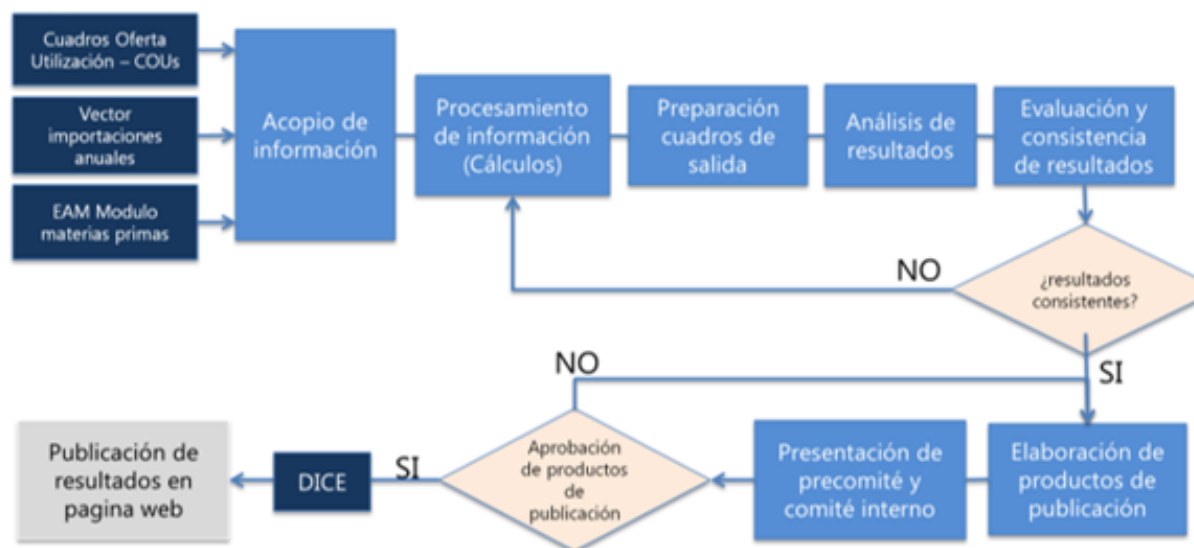 Cuadros Oferta
Utilización – COUs
Vector
importaciones
anuales
EAM Modulo
materias primas
Acopio de
información
Procesamiento
de información
(Cálculos)
Preparación
cuadros de
salida
Análisis de
resultados
Evaluación y
consistencia
de resultados
¿resultados
consistentes?
NO
SI
NO
Elaboración de
productos de
publicación
Presentación de
precomité y
comité interno
Aprobación
de productos
de
publicación
SI
DICE
Publicación de
resultados en
pagina web